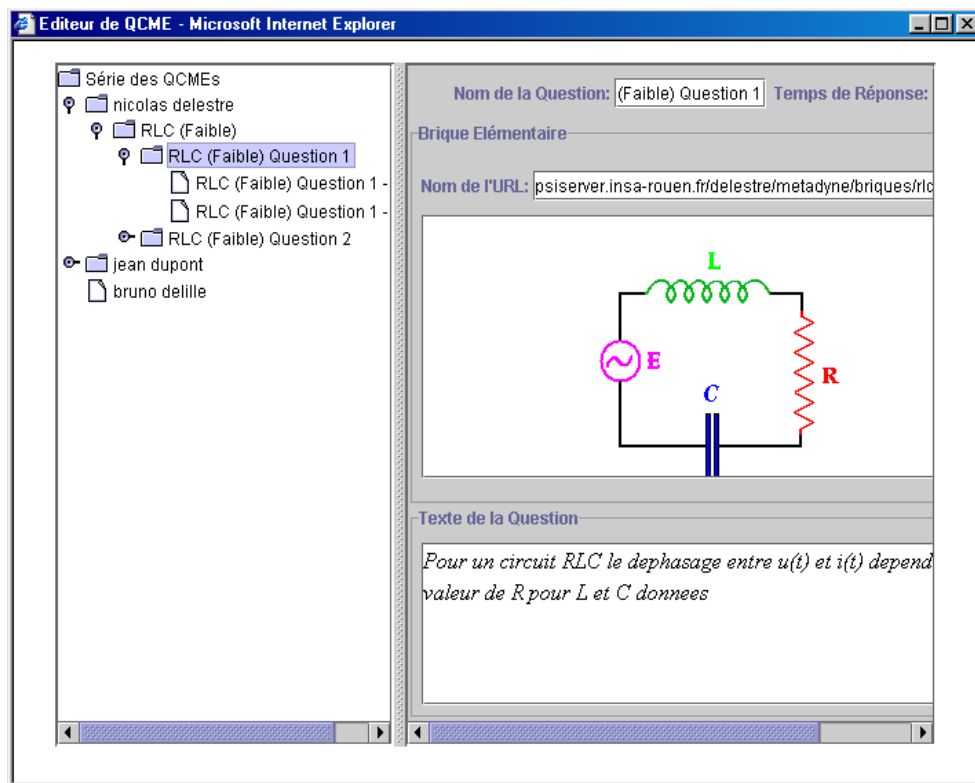 Editeur de QCME - Microsoft Internet Explorer
Série des QCMEs
nicolas delestre
RLC (Faible)
RLC (Faible) Question 1
RLC (Faible) Question 1 -
RLC (Faible) Question 1 -
RLC (Faible) Question 2
jean dupont
bruno delille
Nom de la Question: (Faible) Question 1 Temps de Réponse:
Brique Elémentaire
Nom de l'URL: psiserver.insa-rouen.fr/delestre/metadyne/briques/rlc
L
E
R
C
Texte de la Question
Pour un circuit RLC le dephasage entre u(t) et i(t) depend
valeur de R pour L et C donnees